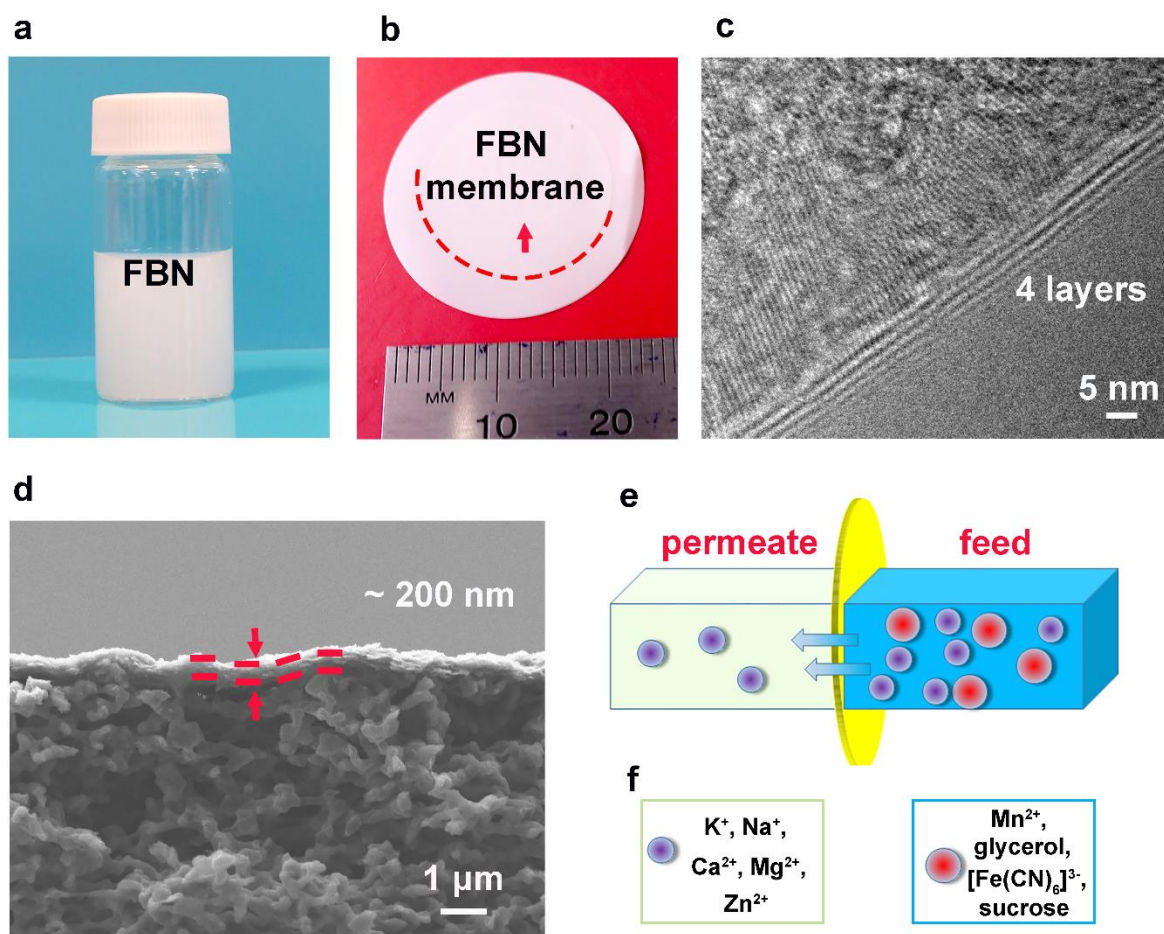 a
FBN
b
FBN
membrane
MM
10
20
c
4 layers
5 nm
d
~ 200 nm
1 μm
e
permeate
feed
f
K⁺, Na⁺,
Ca²⁺, Mg²⁺,
Zn²⁺
Mn²⁺,
glycerol,
[Fe(CN)₆]³⁻,
sucrose